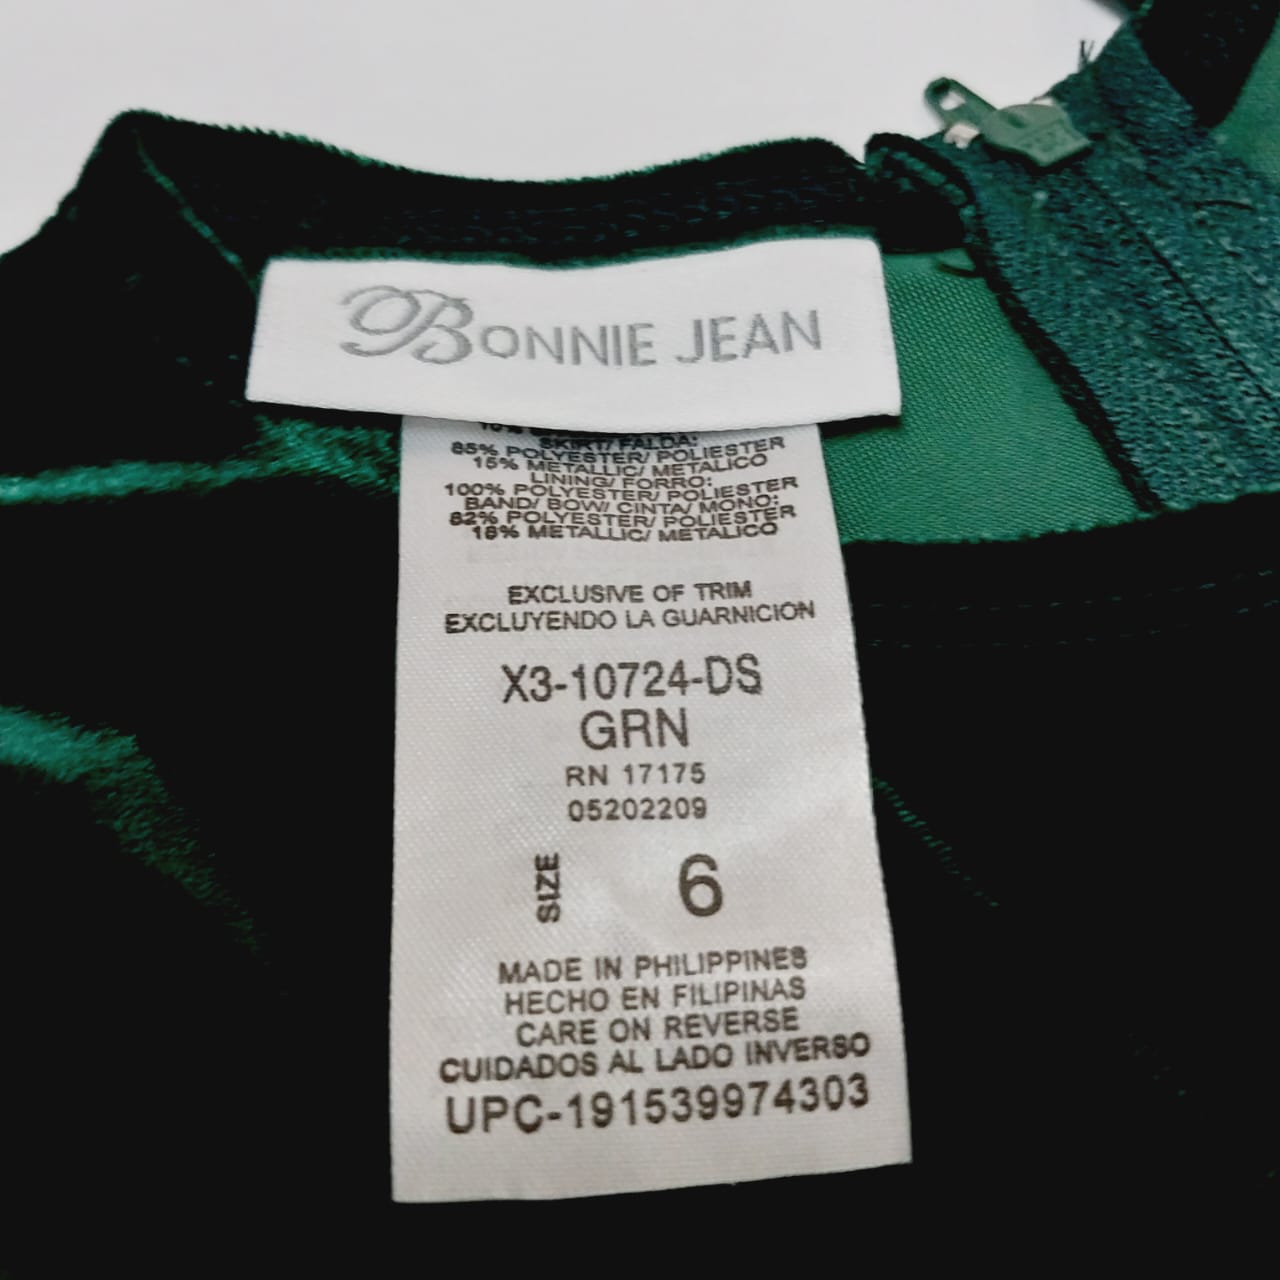 BONNIE JEAN
SKIRT/ FALDA:
85% POLYESTER/ POLIESTER
15% METALLIC/ METALICO
LINING/ FORRO:
100% POLYESTER/ POLIESTER
BAND/ BOW/ CINTA/ MONO:
82% POLYESTER/ POLIESTER
18% METALLIC/ METALICO
EXCLUSIVE OF TRIM
EXCLUYENDO LA GUARNICION
X3-10724-DS
GRN
RN 17175
05202209
SIZE 6
MADE IN PHILIPPINES
HECHO EN FILIPINAS
CARE ON REVERSE
CUIDADOS AL LADO INVERSO
UPC-191539974303